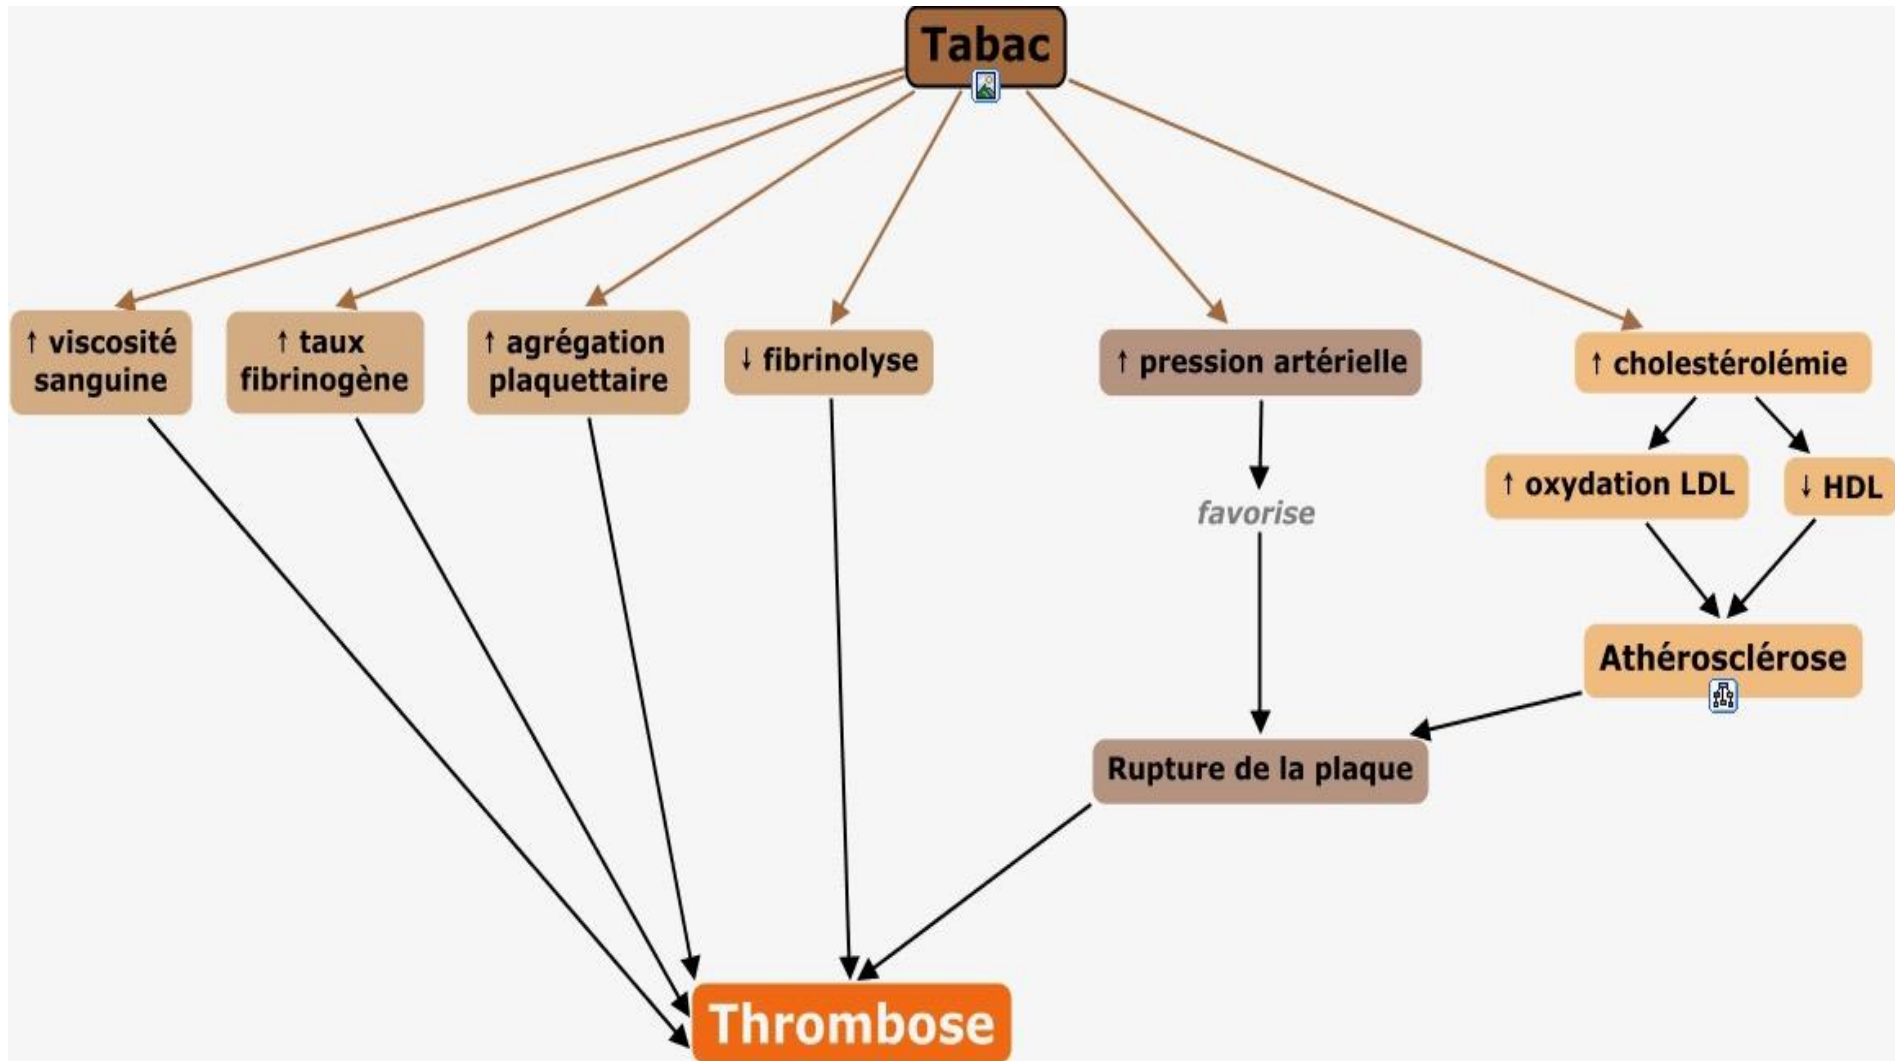 Tabac
↑ viscosité
sanguine
↑ taux
fibrinogène
↑ agrégation
plaquettaire
↓ fibrinolyse
↑ pression artérielle
↑ cholestérolémie
↑ oxydation LDL
↓ HDL
favorise
Athérosclérose
Rupture de la plaque
Thrombose